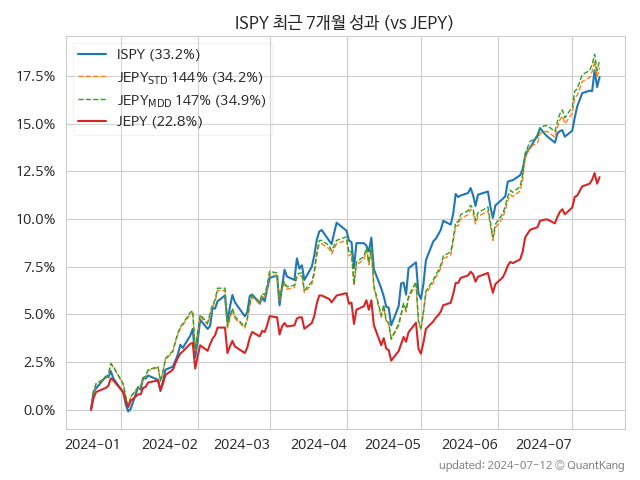 ISPY 최근 7개월 성과 (vs JEPY)
ISPY (33.2%)
JEPY_STD 144% (34.2%)
JEPY_MDD 147% (34.9%)
JEPY (22.8%)
17.5%
15.0%
12.5%
10.0%
7.5%
5.0%
2.5%
0.0%
2024-01 2024-02 2024-03 2024-04 2024-05 2024-06 2024-07
updated: 2024-07-12 © QuantKang